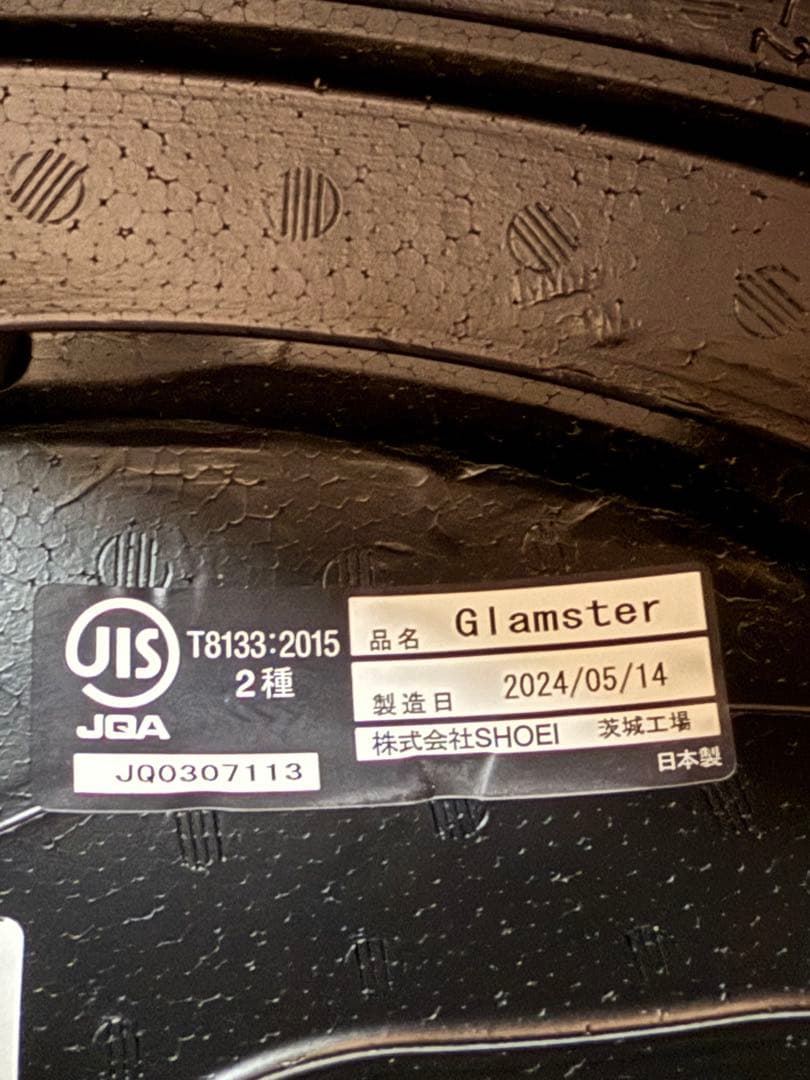 JIS
JQA
T8133:2015
2種
JQ0307113
品名 Glamster
製造日 2024/05/14
株式会社SHOEI 茨城工場
日本製